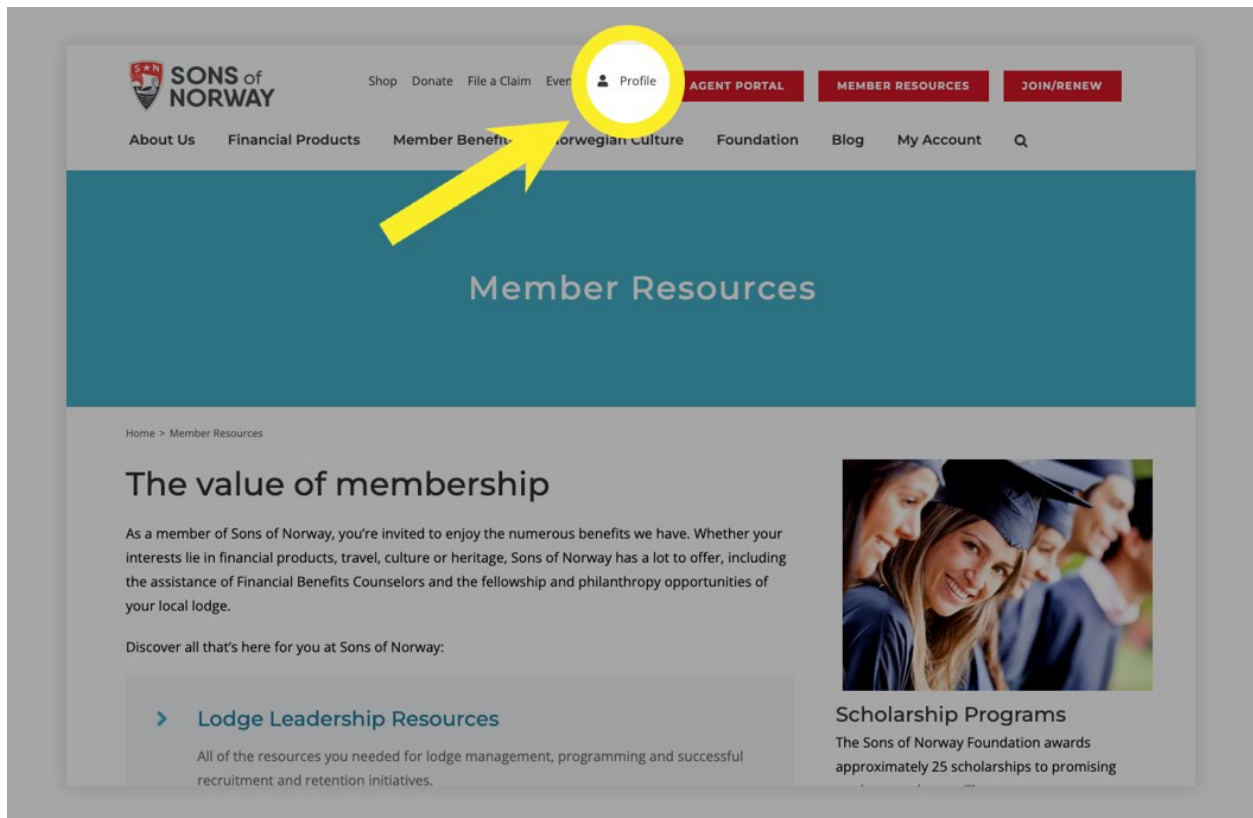 S★N
SONS of
NORWAY
Shop Donate File a Claim Profile
AGENT PORTAL
MEMBER RESOURCES
JOIN/RENEW
About Us Financial Products Member Culture Foundation Blog My Account
Member Resources
Home > Member Resources
The value of membership
As a member of Sons of Norway, you're invited to enjoy the numerous benefits we have. Whether your
interests lie in financial products, travel, culture or heritage, Sons of Norway has a lot to offer, including
the assistance of Financial Benefits Counselors and the fellowship and philanthropy opportunities of
your local lodge.
Discover all that's here for you at Sons of Norway:
Lodge Leadership Resources
All of the resources you needed for lodge management, programming and successful
recruitment and retention initiatives.
Scholarship Programs
The Sons of Norway Foundation awards
approximately 25 scholarships to promising